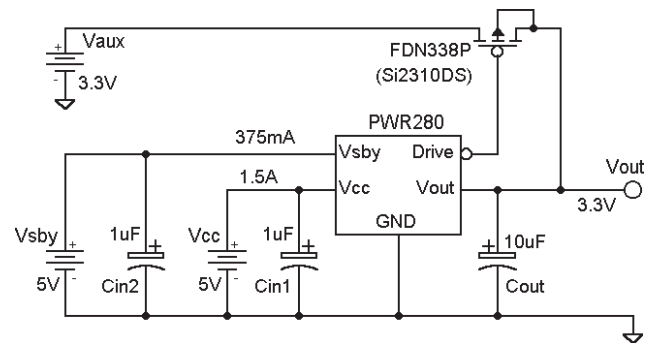 Vaux
+
-
3.3V
FDN338P
(Si2310DS)
PWR280
375mA
Vsby
Drive
1.5A
Vcc
Vout
GND
Vout
3.3V
Vsby
+
-
5V
1uF
+
Cin2
Vcc
+
-
5V
1uF
+
Cin1
10uF
+
Cout